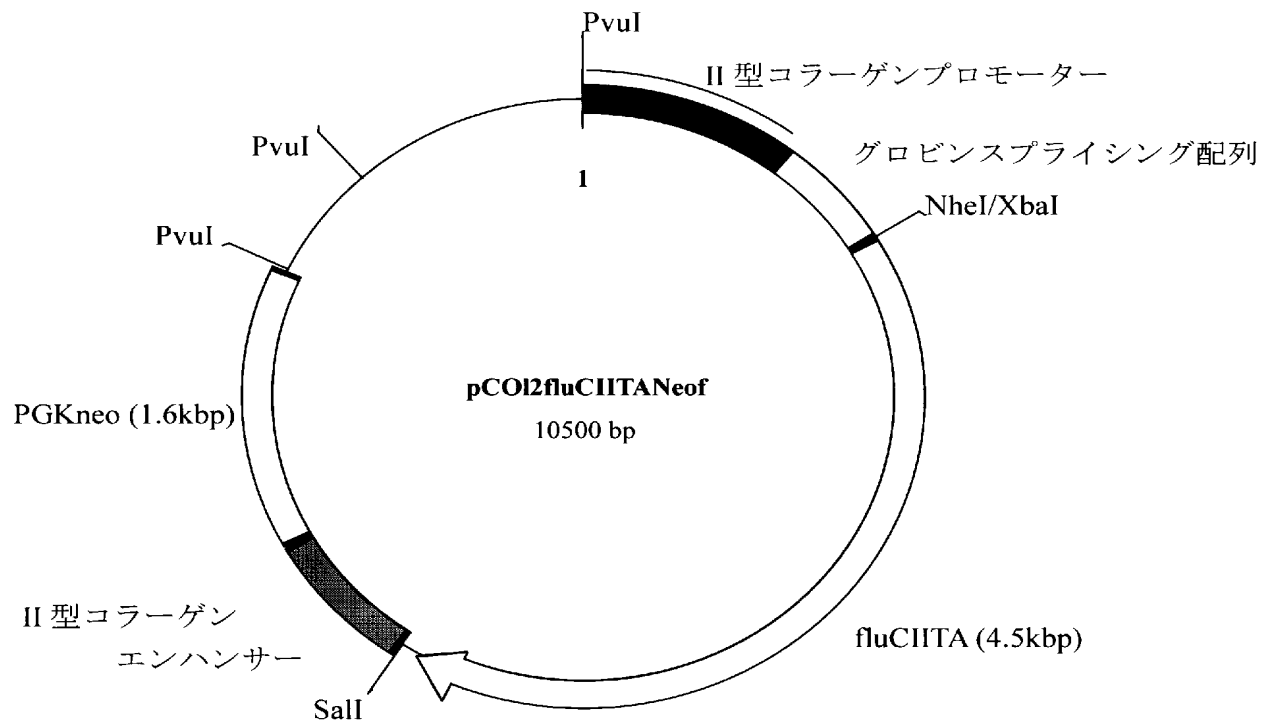 PvuI
II 型コラーゲンプロモーター
PvuI
グロビンスプライシング配列
1
NheI/XbaI
PvuI
pCOl2fluCIITANeof
10500 bp
PGKneo (1.6kbp)
II 型コラーゲン
エンハンサー
fluCIITA (4.5kbp)
SalI